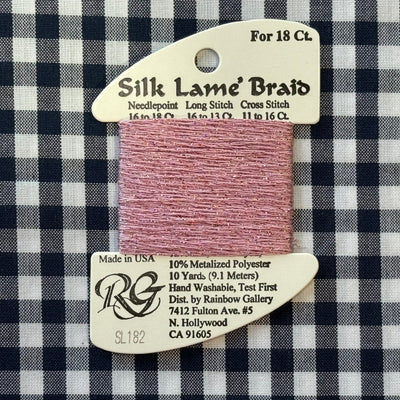 For 18 Ct.
Silk Lame' Braid
Needlepoint Long Stitch Cross Stitch
16 to 18 Ct. 16 to 13 Ct. 11 to 16 Ct.
Made in USA
10% Metalized Polyester
10 Yards (9.1 Meters)
Hand Washable, Test First
Dist. by Rainbow Gallery
7412 Fulton Ave. #5
N. Hollywood
CA 91605
RG
SL182